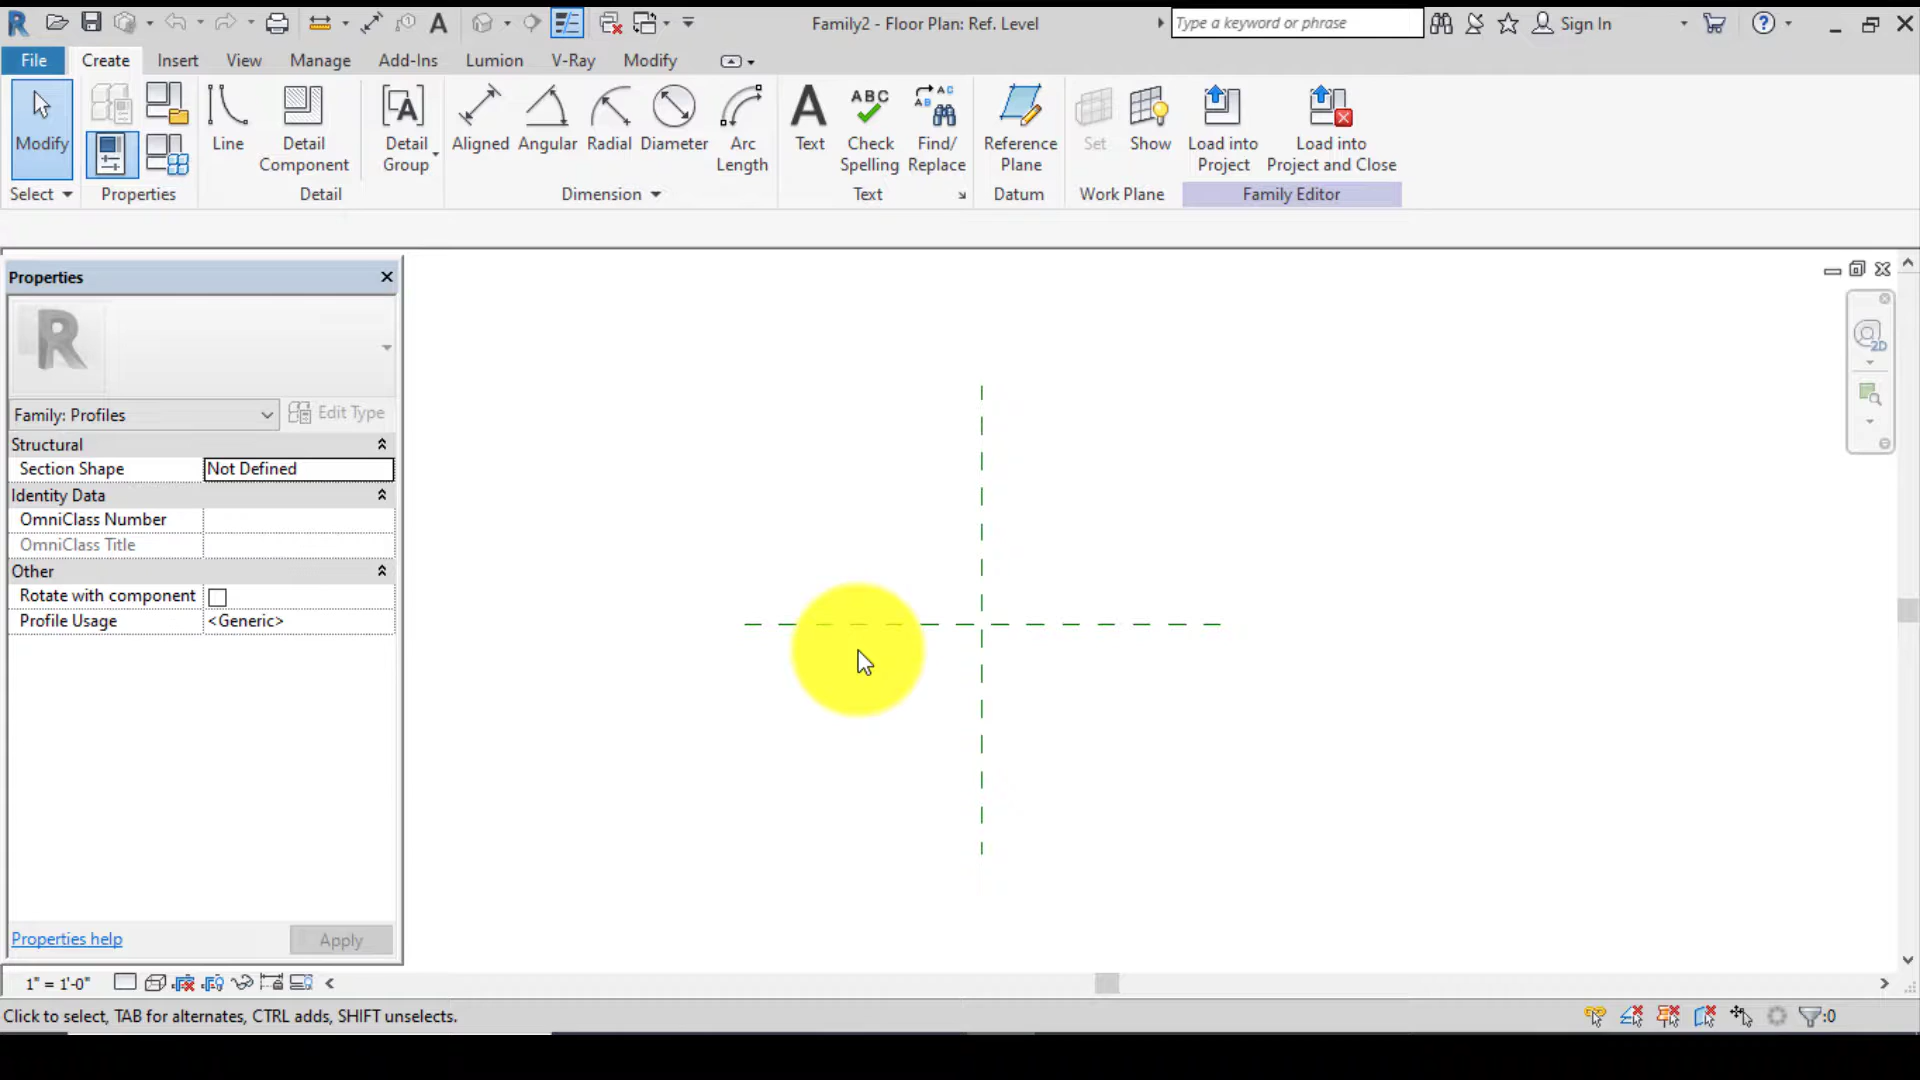 Family2 - Floor Plan: Ref. Level
Type a keyword or phrase
Sign In
File Create Insert View Manage Add-Ins Lumion V-Ray Modify
Modify
Line
Detail Component
Detail Group
Aligned
Angular
Radial
Diameter
Arc Length
Text
Check Spelling
Find/ Replace
Reference Plane
Set
Show
Load into Project
Load into Project and Close
Select Properties Detail Dimension Text Datum Work Plane Family Editor
Properties
Family: Profiles Edit Type
Structural
Section Shape Not Defined
Identity Data
OmniClass Number
OmniClass Title
Other
Rotate with component
Profile Usage <Generic>
Properties help Apply
1" = 1'-0"
Click to select, TAB for alternates, CTRL adds, SHIFT unselects.
:0